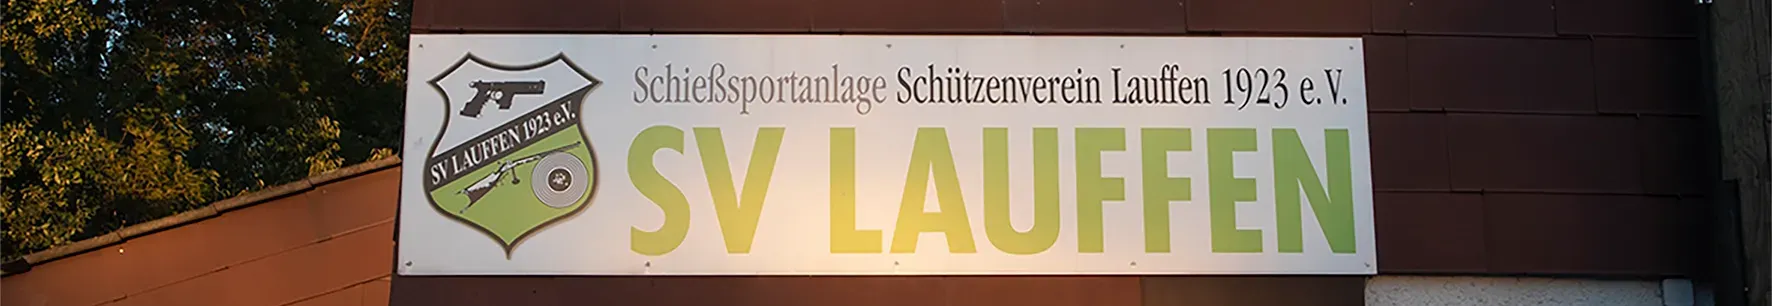 Schießsportanlage Schützenverein Lauffen 1923 e.V.
SV LAUFFEN 1923 e.V.
SV LAUFFEN